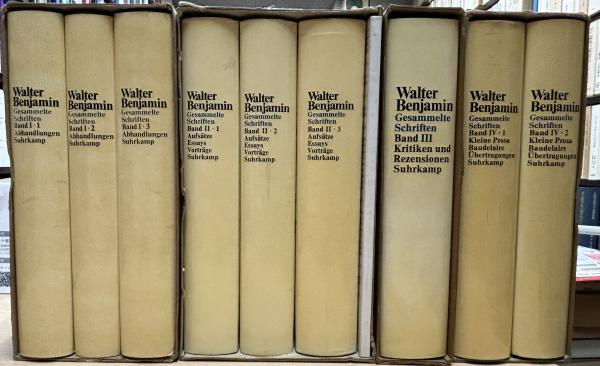 Walter
Benjamin
Gesammelte
Schriften
Band I·1
Abhandlungen
Suhrkamp
Walter
Benjamin
Gesammelte
Schriften
Band I·2
Abhandlungen
Suhrkamp
Walter
Benjamin
Gesammelte
Schriften
Band I·3
Abhandlungen
Suhrkamp
Walter
Benjamin
Gesammelte
Schriften
Band II·1
Aufsätze
Essays
Vorträge
Suhrkamp
Walter
Benjamin
Gesammelte
Schriften
Band II·2
Aufsätze
Essays
Vorträge
Suhrkamp
Walter
Benjamin
Gesammelte
Schriften
Band II·3
Aufsätze
Essays
Vorträge
Suhrkamp
Walter
Benjamin
Gesammelte
Schriften
Band III
Kritiken und
Rezensionen
Suhrkamp
Walter
Benjamin
Gesammelte
Schriften
Band IV·1
Kleine Prosa
Baudelaire
Übertragungen
Suhrkamp
Walter
Benjamin
Gesammelte
Schriften
Band IV·2
Kleine Prosa
Baudelaire
Übertragungen
Suhrkamp